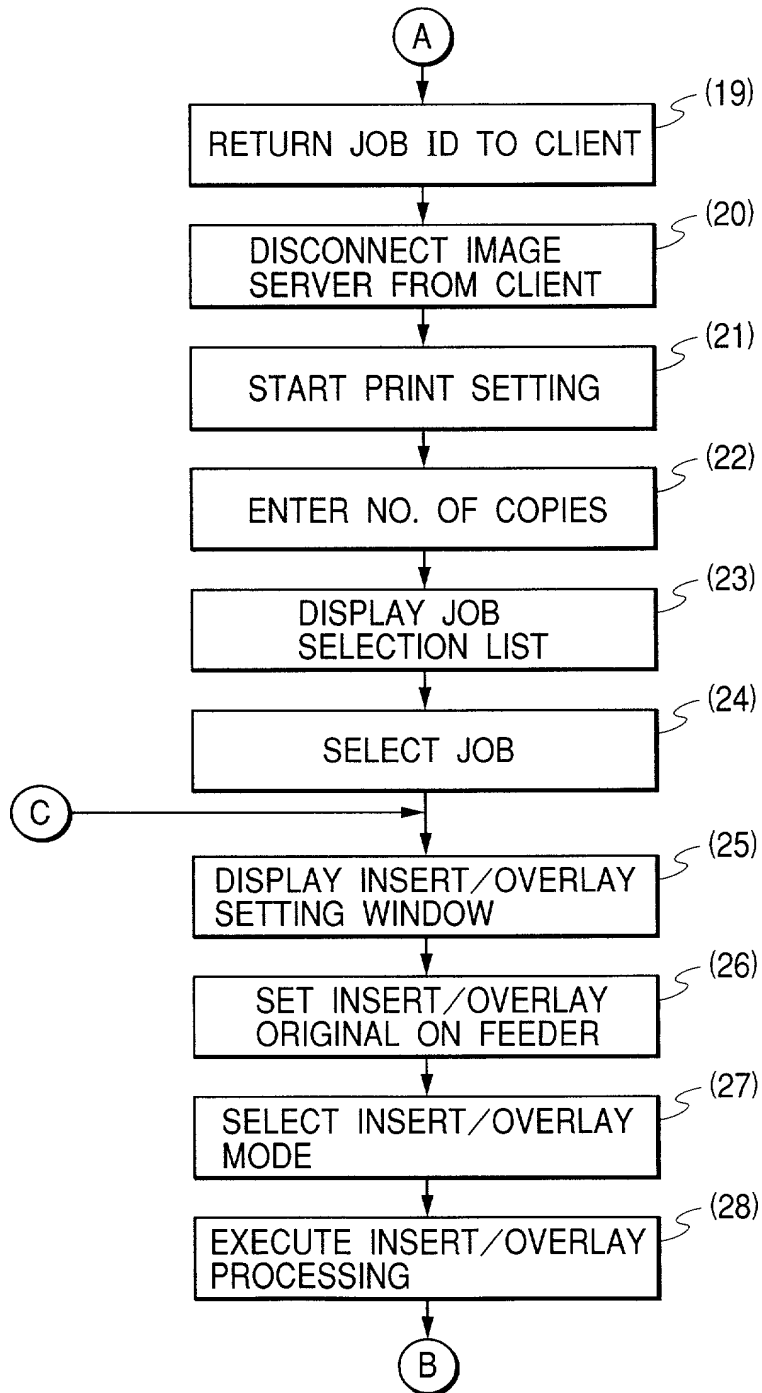 A
(19)
RETURN JOB ID TO CLIENT
(20)
DISCONNECT IMAGE
SERVER FROM CLIENT
(21)
START PRINT SETTING
(22)
ENTER NO. OF COPIES
(23)
DISPLAY JOB
SELECTION LIST
(24)
SELECT JOB
C
(25)
DISPLAY INSERT/OVERLAY
SETTING WINDOW
(26)
SET INSERT/OVERLAY
ORIGINAL ON FEEDER
(27)
SELECT INSERT/OVERLAY
MODE
(28)
EXECUTE INSERT/OVERLAY
PROCESSING
B